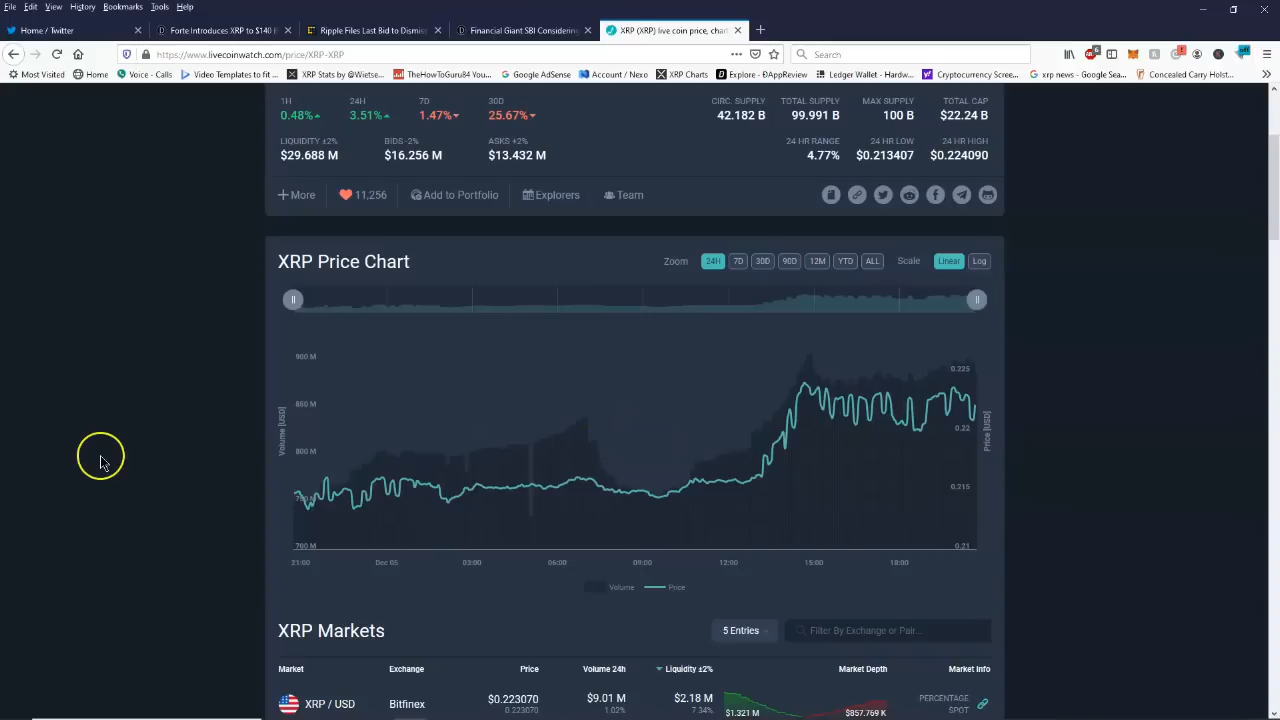 File Edit View History Bookmarks Tools Help
Home / Twitter
Forte Introduces XRP to $140 B
Ripple Files Last Bid to Dismiss
Financial Giant SBI Considering
XRP (XRP) live coin price, chart
https://www.livecoinwatch.com/price/XRP-XRP
Search
Most Visited Home Voice - Calls Video Templates to fit ... XRP Stats by @Wietse... TheHowToGuru84 You... Google AdSense Account / Nexo XRP Charts Explore - ÐAppReview Ledger Wallet - Hardw... Cryptocurrency Scree... xrp news - Google Sea... Concealed Carry Holst...
1H 24H 7D 30D CIRC. SUPPLY TOTAL SUPPLY MAX SUPPLY TOTAL CAP
0.48% 3.51% 1.47% 25.67% 42.182 B 99.991 B 100 B $22.24 B
LIQUIDITY ±2% BIDS -2% ASKS +2% 24 HR RANGE 24 HR LOW 24 HR HIGH
$29.688 M $16.256 M $13.432 M 4.77% $0.213407 $0.224090
More 11,256 Add to Portfolio Explorers Team
XRP Price Chart Zoom 24H 7D 30D 90D 12M YTD ALL Scale Linear Log
900 M
0.225
850 M
Volume [USD]
Price [USD]
0.22
800 M
0.215
750 M
700 M 0.21
21:00 Dec 05 03:00 06:00 09:00 12:00 15:00 18:00
Volume Price
XRP Markets 5 Entries Filter By Exchange or Pair...
Market Exchange Price Volume 24h Liquidity ±2% Market Depth Market Info
XRP / USD Bitfinex $0.223070 $9.01 M $2.18 M PERCENTAGE
0.223070 1.02% 7.34% $1.321 M $857.769 K SPOT